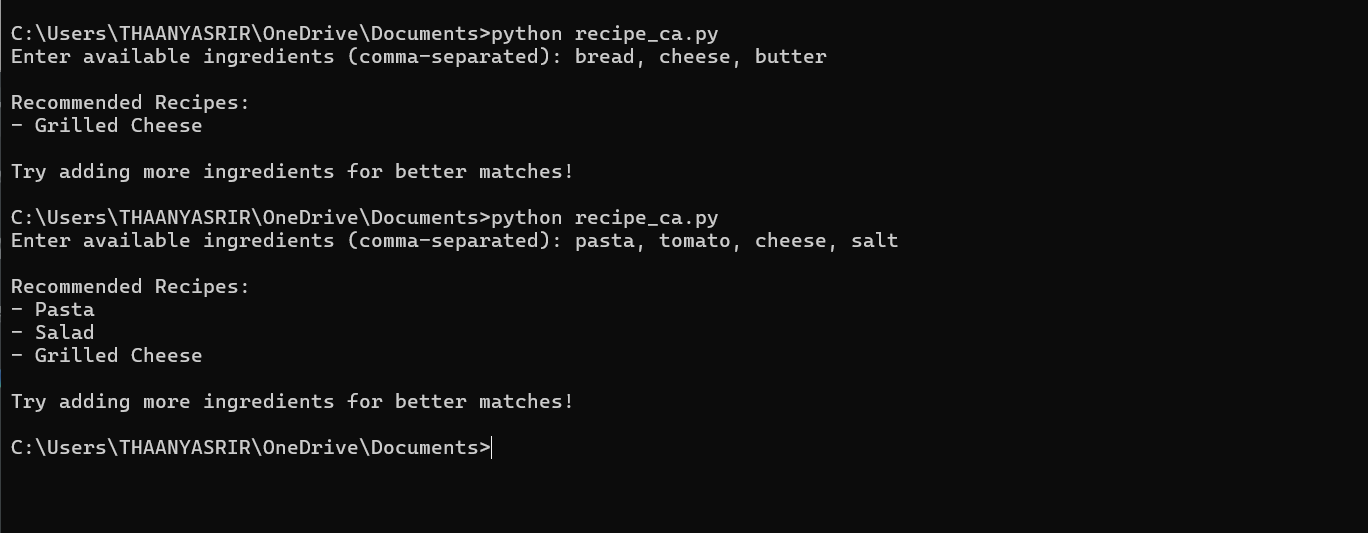 C:\Users\THAANYASRIR\OneDrive\Documents>python recipe_ca.py
Enter available ingredients (comma-separated): bread, cheese, butter
Recommended Recipes:
- Grilled Cheese
Try adding more ingredients for better matches!
C:\Users\THAANYASRIR\OneDrive\Documents>python recipe_ca.py
Enter available ingredients (comma-separated): pasta, tomato, cheese, salt
Recommended Recipes:
- Pasta
- Salad
- Grilled Cheese
Try adding more ingredients for better matches!
C:\Users\THAANYASRIR\OneDrive\Documents>